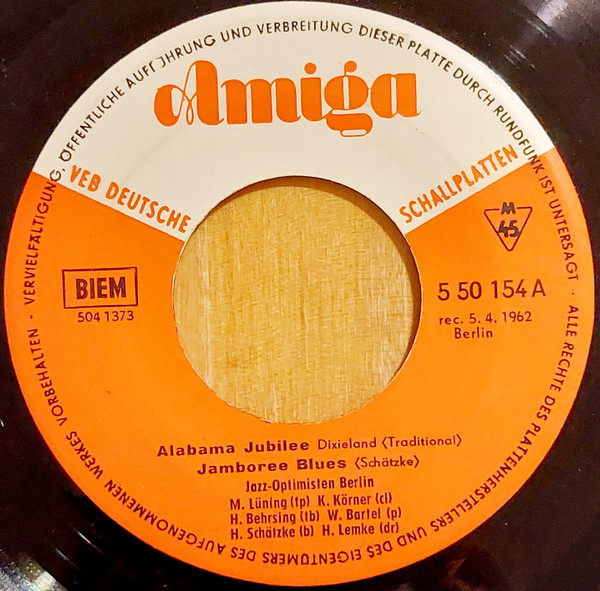 Amiga
VEB DEUTSCHE SCHALLPLATTEN
M
45
BIEM
504 1373
5 50 154 A
rec. 5. 4. 1962
Berlin
Alabama Jubilee Dixieland (Traditional)
Jamboree Blues (Schätzke)
Jazz-Optimisten Berlin
M. Lüning (tp) K. Körner (cl)
H. Behrsing (tb) W. Bartel (p)
H. Schätzke (b) H. Lemke (dr)
ALLE RECHTE DES PLATTENHERSTELLERS UND DES EIGENTÜMERS DES AUFGENOMMENEN WERKES VORBEHALTEN · VERVIELFÄLTIGUNG, ÖFFENTLICHE AUFFÜHRUNG UND VERBREITUNG DIESER PLATTE DURCH RUNDFUNK IST UNTERSAGT ·